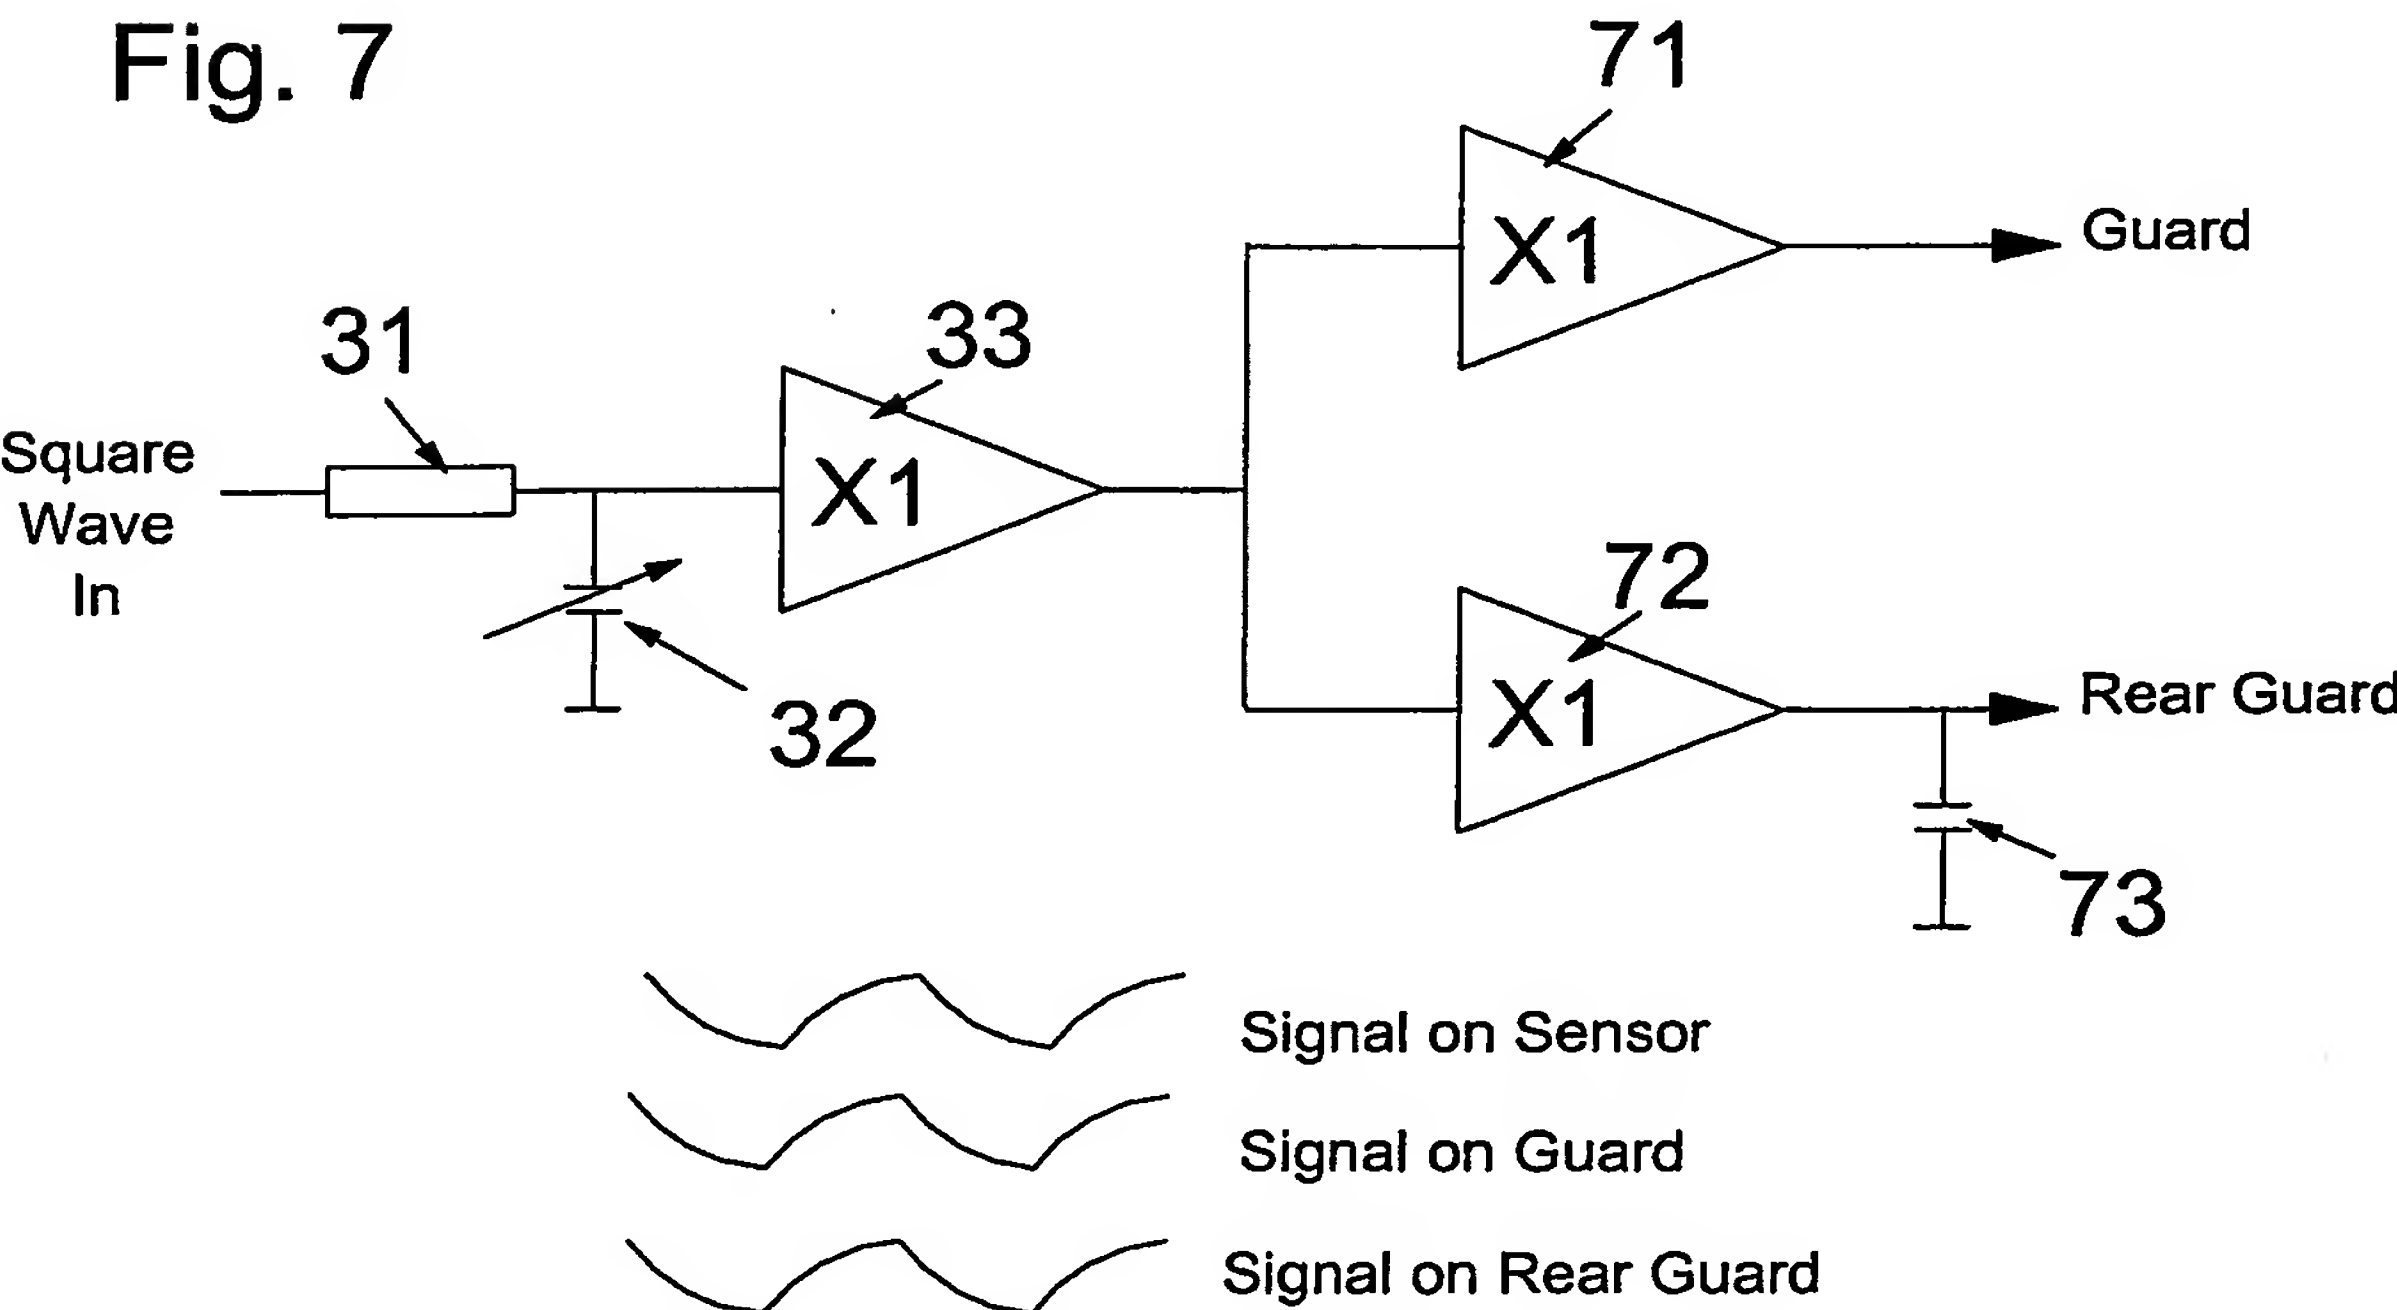 Fig. 7
71
X1
Guard
31
33
Square
Wave
In
X1
72
X1
Rear Guard
32
73
Signal on Sensor
Signal on Guard
Signal on Rear Guard